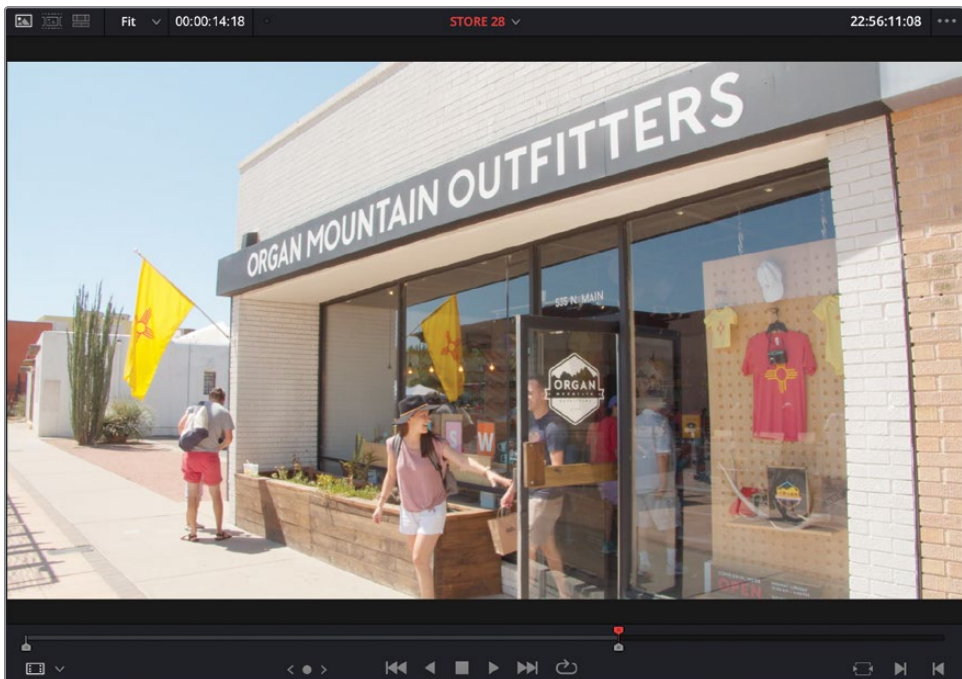 Fit
00:00:14:18
STORE 28
22:56:11:08
ORGAN MOUNTAIN OUTFITTERS
535 N. MAIN
ORGAN
S W
OPEN